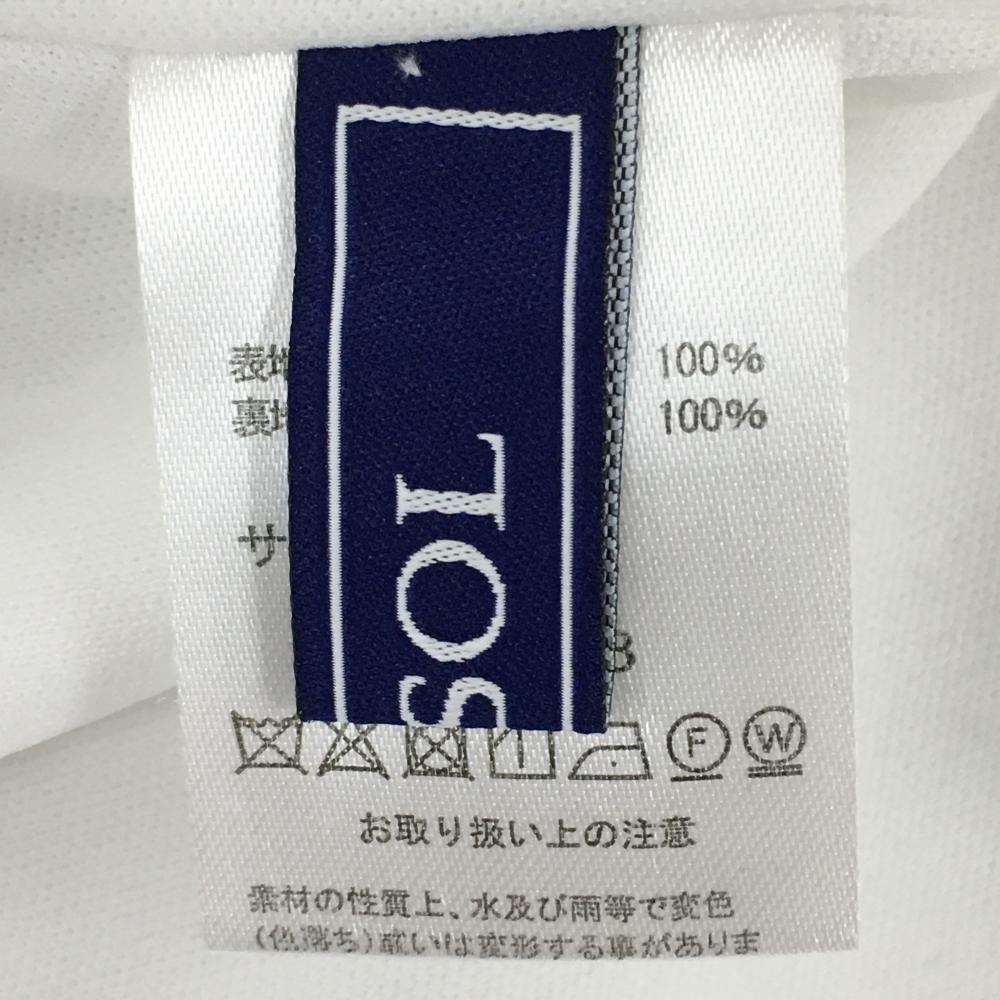 表地
100%
裏地
100%
サ
SOL
F
W
お取り扱い上の注意
素材の性質上、水及び雨等で変色
(色落ち)或いは変形する事がありま